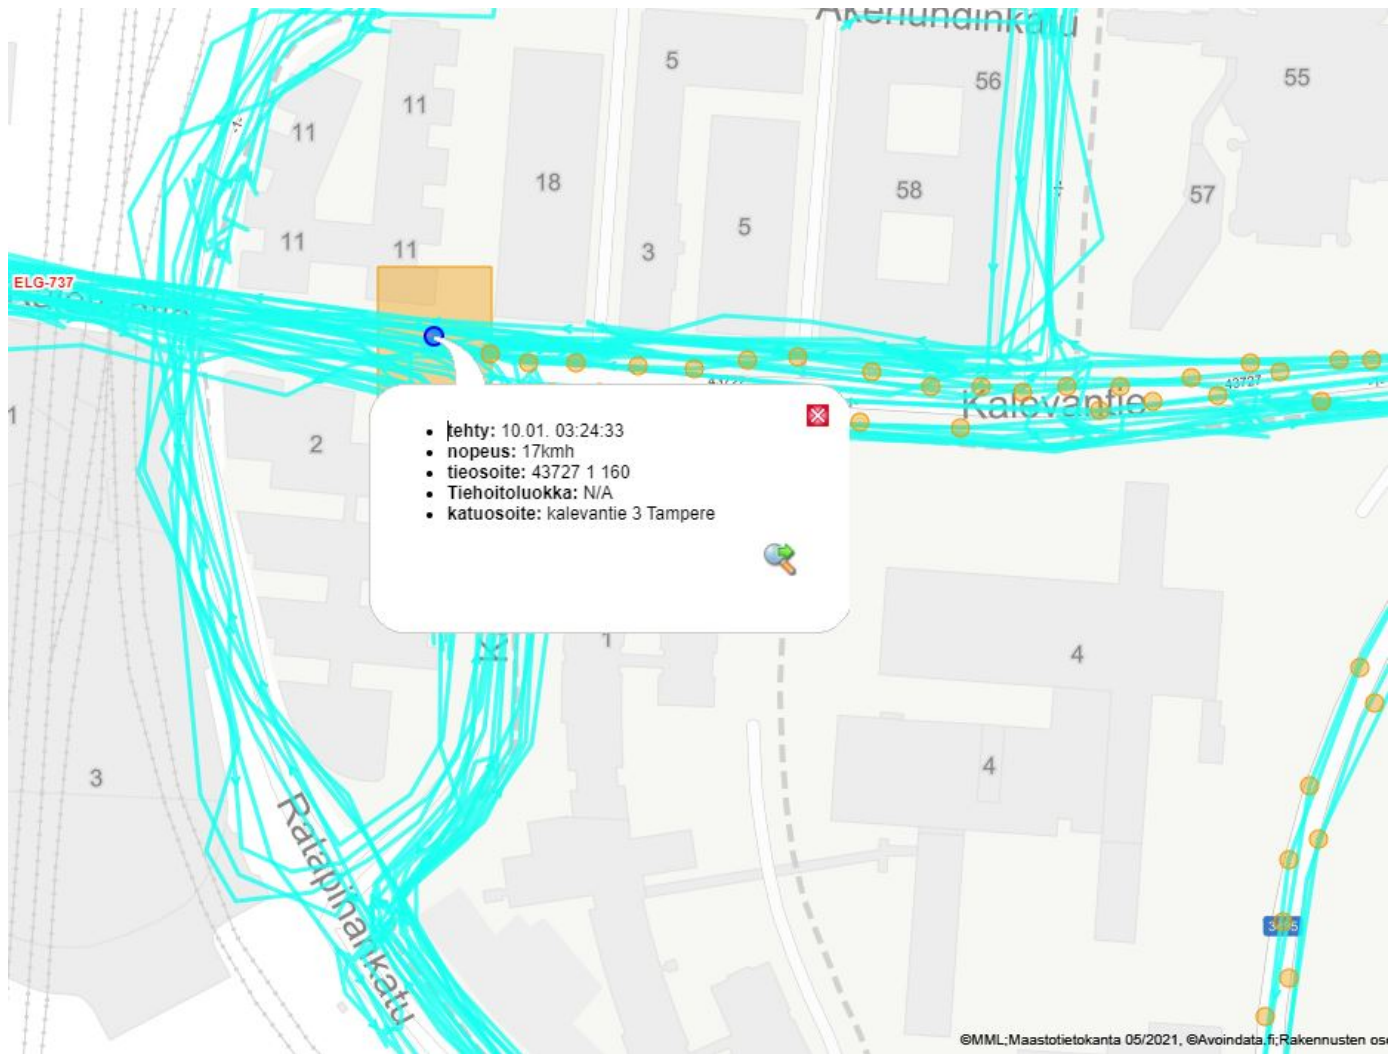 Åkerlundinkatu
5
56
55
11
11
18
58
57
5
11
11
3
ELG-737
43727
Kalevantie
1
2
tehty: 10.01. 03:24:33
nopeus: 17kmh
tieosoite: 43727 1 160
Tiehoitoluokka: N/A
katuosoite: kalevantie 3 Tampere
K
1
4
4
3
Ratapihankatu
©MML;Maastotietokanta 05/2021, ©Avoindata.fi;Rakennusten oso